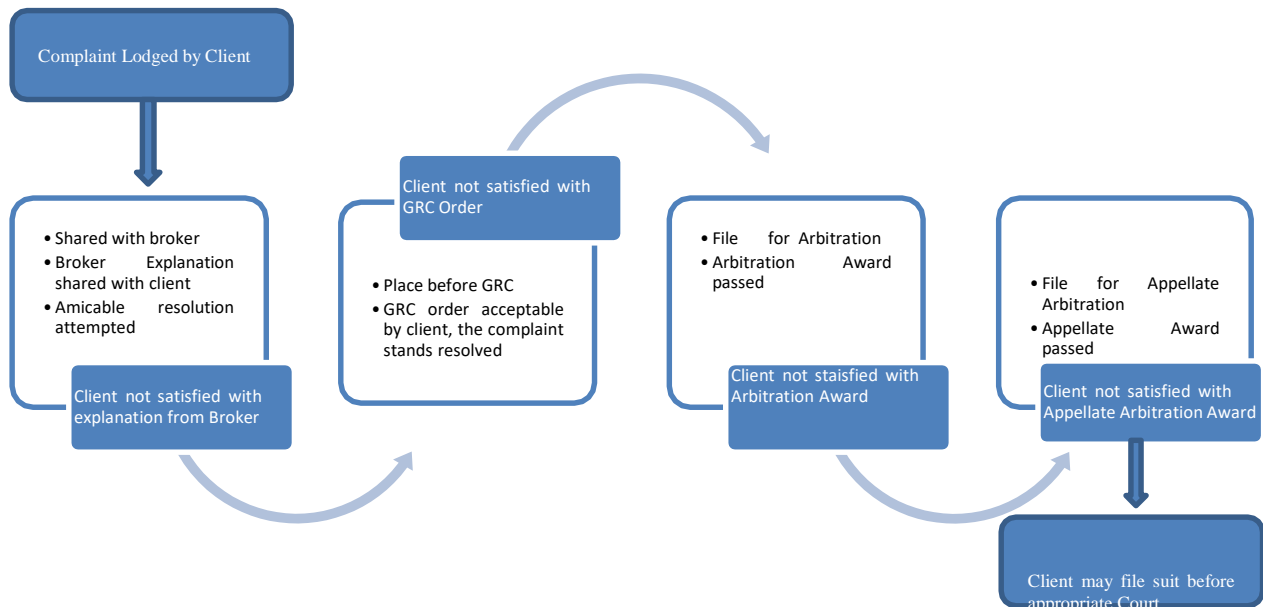 Complaint Lodged by Client
• Shared with broker
• Broker Explanation
shared with client
• Amicable resolution
attempted
Client not satisfied with
explanation from Broker
Client not satisfied with
GRC Order
• Place before GRC
• GRC order acceptable
by client, the complaint
stands resolved
• File for Arbitration
• Arbitration Award
passed
Client not staisfied with
Arbitration Award
• File for Appellate
Arbitration
• Appellate Award
passed
Client not satisfied with
Appellate Arbitration Award
Client may file suit before
appropriate Court